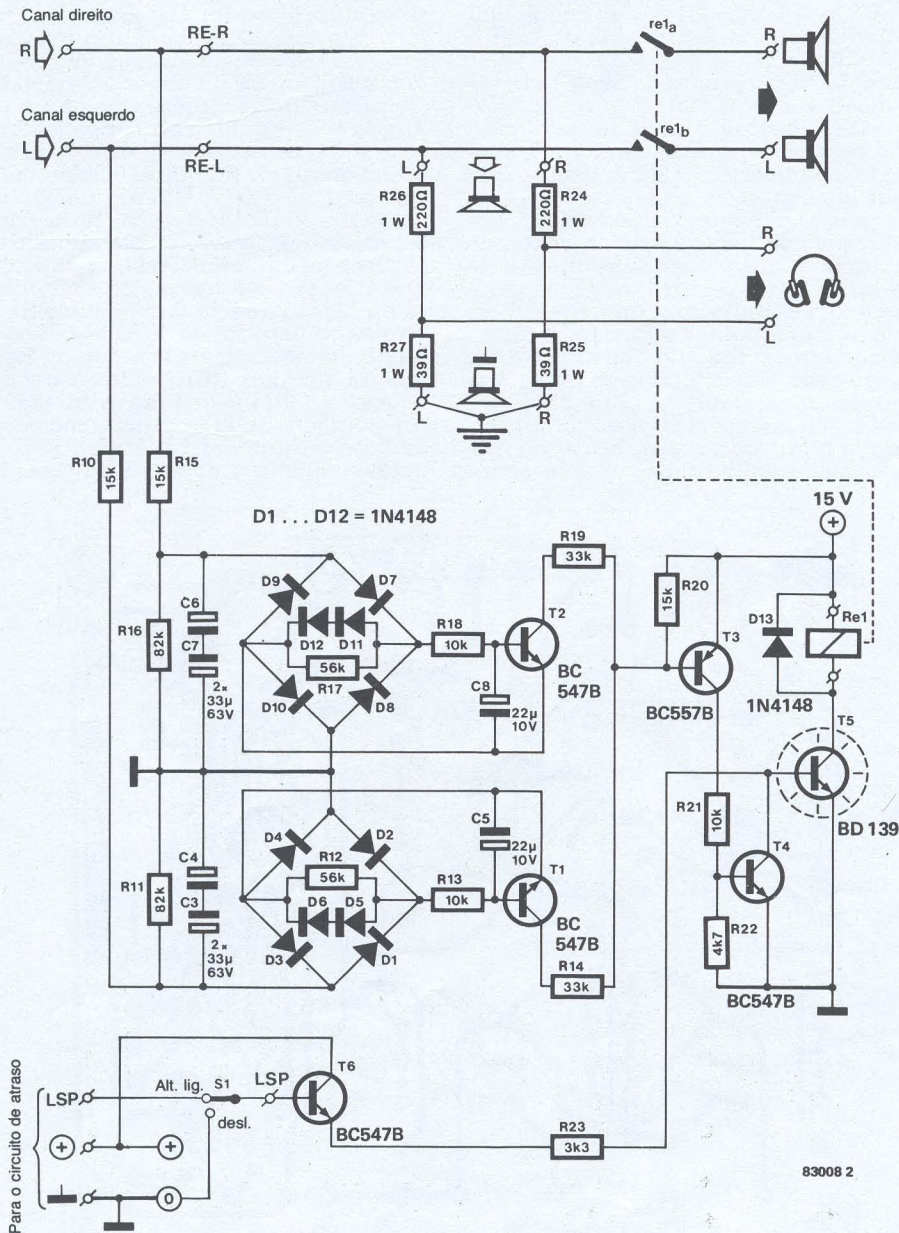 Canal direito
R
RE-R
re1a
R
Canal esquerdo
L
RE-L
re1b
L
L
R
R26
220Ω
1 W
R24
220Ω
1 W
R
L
R27
39Ω
1 W
R25
39Ω
1 W
L
R
R10
15k
R15
15k
D1 . . . D12 = 1N4148
15 V
+
R19
33k
R20
15k
D13
1N4148
Re1
D9
D7
D12
D11
R17
56k
D10
D8
C6
C7
2×
33µ
63V
R16
82k
R18
10k
T2
BC
547B
C8
22µ
10V
T3
BC557B
T5
BD 139
C5
22µ
10V
D4
D2
R12
56k
D6
D5
D3
D1
R13
10k
T1
BC
547B
R14
33k
C4
C3
2×
33µ
63V
R11
82k
R21
10k
T4
R22
4k7
BC547B
Para o circuito de atraso
LSP
Alt. lig.
S1
desl.
LSP
T6
BC547B
+
+
0
R23
3k3
83008 2